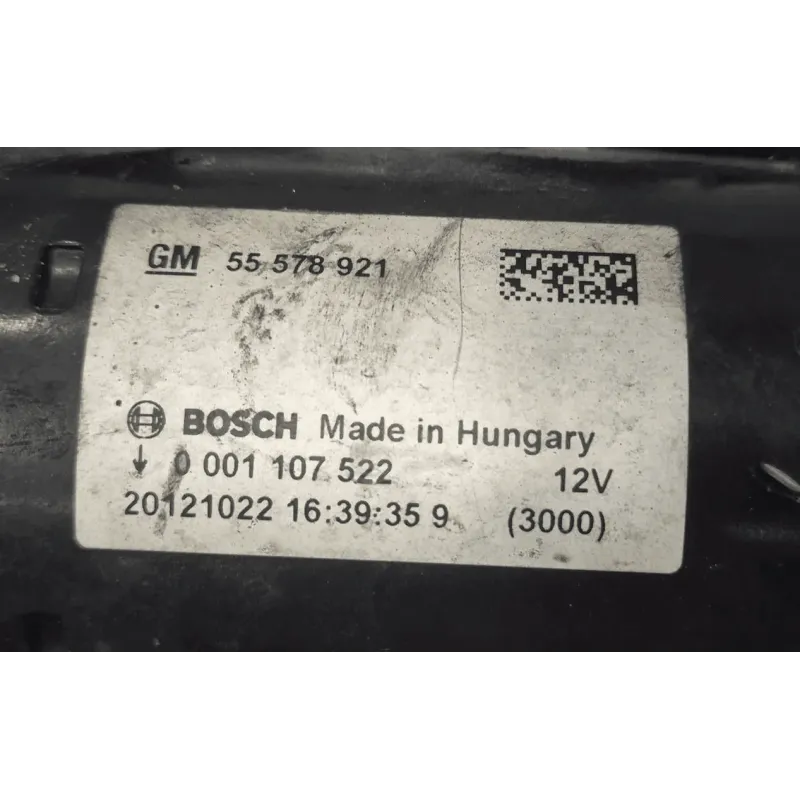 GM 55 578 921
BOSCH Made in Hungary
0 001 107 522 12V
20121022 16:39:35 9 (3000)